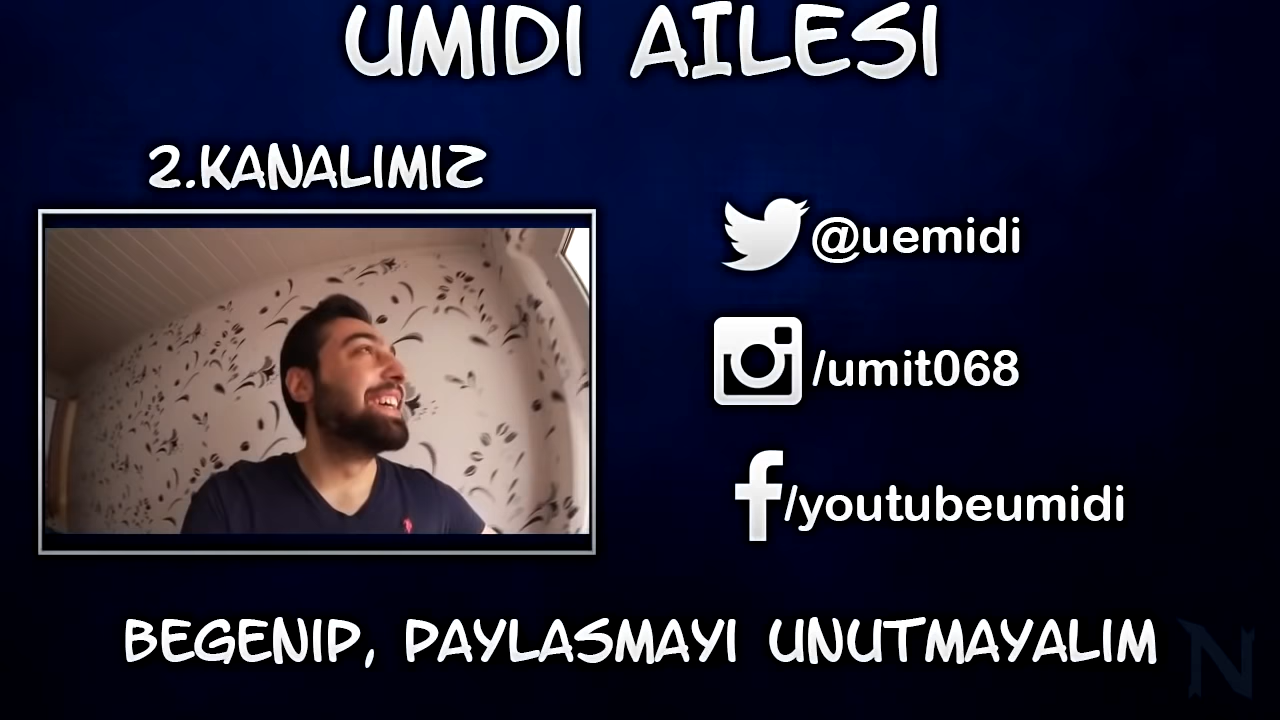 UMIDI AILESI
2.KANALIMIZ
@uemidi
/umit068
/youtubeumidi
BEGENIP, PAYLASMAYI UNUTMAYALIM
N